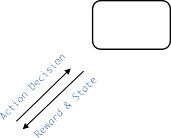 Action Decision
Reward & State